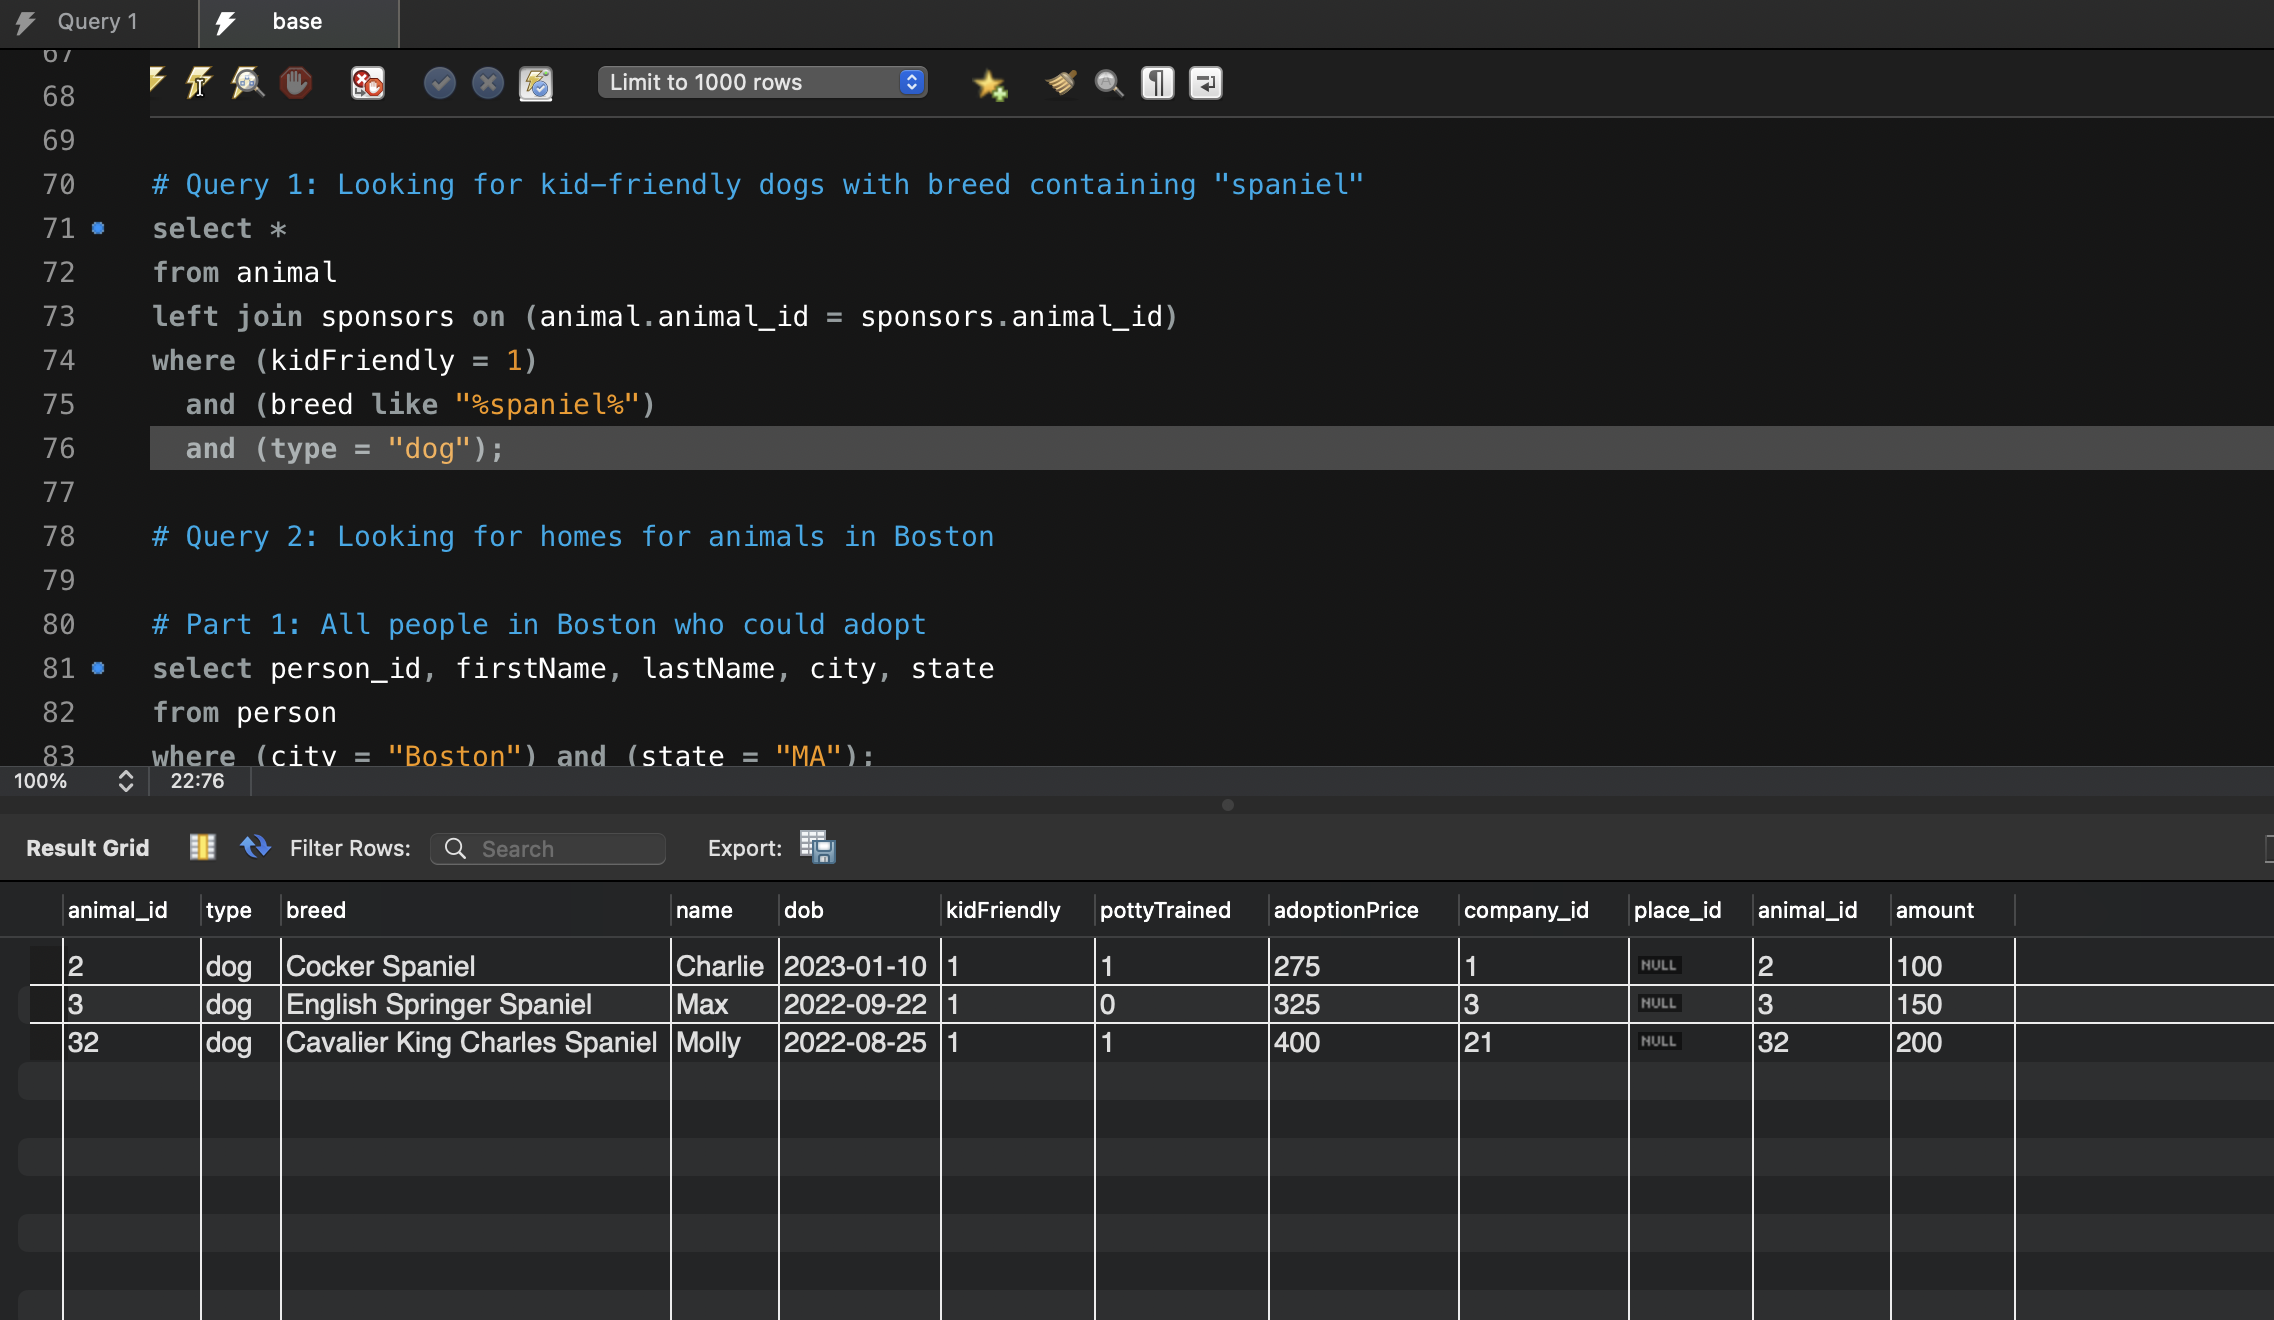 Query 1
base
67
68
Limit to 1000 rows
69
70 # Query 1: Looking for kid-friendly dogs with breed containing "spaniel"
71 select *
72 from animal
73 left join sponsors on (animal.animal_id = sponsors.animal_id)
74 where (kidFriendly = 1)
75 and (breed like "%spaniel%")
76 and (type = "dog");
77
78 # Query 2: Looking for homes for animals in Boston
79
80 # Part 1: All people in Boston who could adopt
81 select person_id, firstName, lastName, city, state
82 from person
83 where (city = "Boston") and (state = "MA");
100% 22:76
Result Grid Filter Rows: Search Export:
animal_id type breed name dob kidFriendly pottyTrained adoptionPrice company_id place_id animal_id amount
2 dog Cocker Spaniel Charlie 2023-01-10 1 1 275 1 NULL 2 100
3 dog English Springer Spaniel Max 2022-09-22 1 0 325 3 NULL 3 150
32 dog Cavalier King Charles Spaniel Molly 2022-08-25 1 1 400 21 NULL 32 200